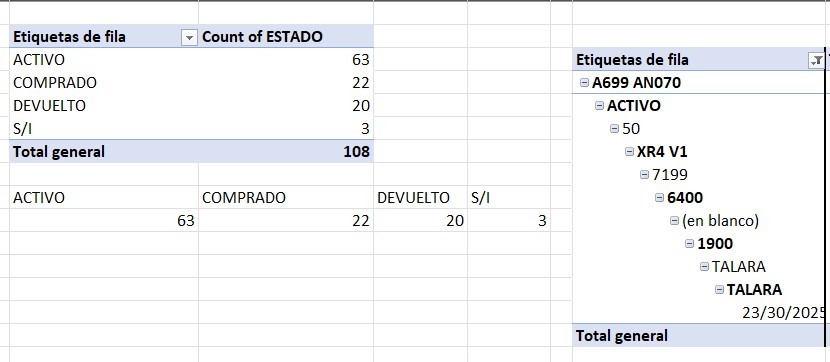 Etiquetas de fila Count of ESTADO
ACTIVO 63
COMPRADO 22
DEVUELTO 20
S/I 3
Total general 108
ACTIVO COMPRADO DEVUELTO S/I
63 22 20 3
Etiquetas de fila
A699 AN070
ACTIVO
50
XR4 V1
7199
6400
(en blanco)
1900
TALARA
TALARA
23/30/2025
Total general